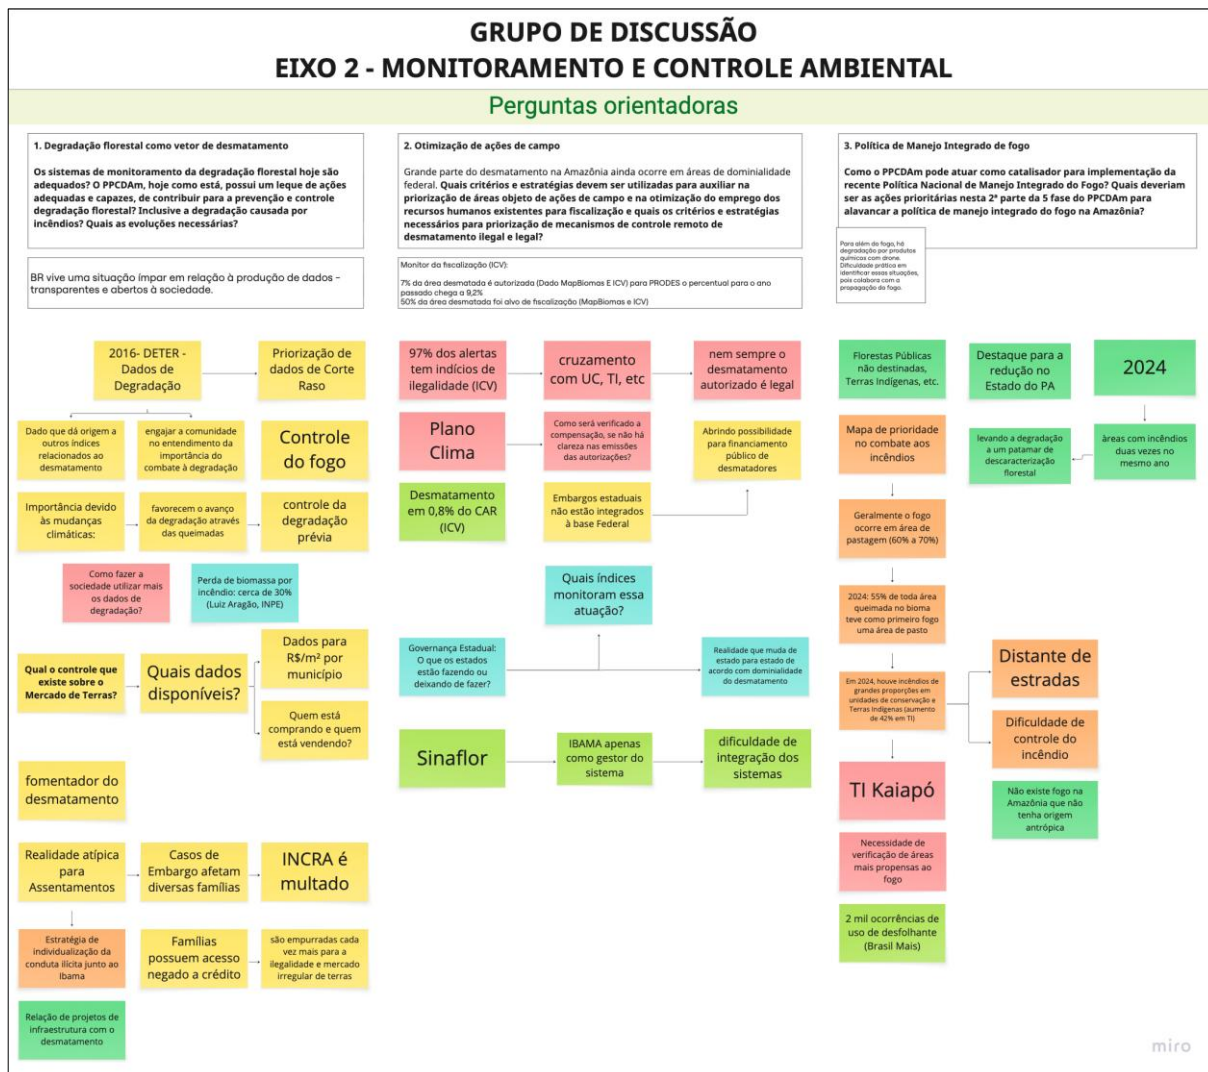 GRUPO DE DISCUSSÃO
EIXO 2 - MONITORAMENTO E CONTROLE AMBIENTAL
Perguntas orientadoras
1. Degradação florestal como vetor de desmatamento
Os sistemas de monitoramento da degradação florestal hoje são
adequados? O PPCDAm, hoje como está, possui um leque de ações
adequadas e capazes, de contribuir para a prevenção e controle
degradação florestal? Inclusive a degradação causada por
incêndios? Quais as evoluções necessárias?
BR vive uma situação ímpar em relação à produção de dados -
transparentes e abertos à sociedade.
2016- DETER -
Dados de
Degradação
Priorização de
dados de Corte
Raso
Dado que dá origem a
outros índices
relacionados ao
desmatamento
engajar a comunidade
no entendimento da
importância do
combate à degradação
Controle
do fogo
Importância devido
às mudanças
climáticas:
favorecem o avanço
da degradação através
das queimadas
controle da
degradação
prévia
Como fazer a
sociedade utilizar mais
os dados de
degradação?
Perda de biomassa por
incêndio: cerca de 30%
(Luiz Aragão, INPE)
Qual o controle que
existe sobre o
Mercado de Terras?
Quais dados
disponíveis?
Dados para
R$/m² por
município
Quem está
comprando e quem
está vendendo?
fomentador do
desmatamento
Realidade atípica
para
Assentamentos
Casos de
Embargo afetam
diversas famílias
INCRA é
multado
Estratégia de
individualização da
conduta ilícita junto ao
Ibama
Famílias
possuem acesso
negado a crédito
são empurradas cada
vez mais para a
ilegalidade e mercado
irregular de terras
Relação de projetos de
infraestrutura com o
desmatamento
2. Otimização de ações de campo
Grande parte do desmatamento na Amazônia ainda ocorre em áreas de dominialidade
federal. Quais critérios e estratégias devem ser utilizadas para auxiliar na
priorização de áreas objeto de ações de campo e na otimização do emprego dos
recursos humanos existentes para fiscalização e quais os critérios e estratégias
necessários para priorização de mecanismos de controle remoto de
desmatamento ilegal e legal?
Monitor da fiscalização (ICV):
7% da área desmatada é autorizada (Dado MapBiomas E ICV) para PRODES o percentual para o ano
passado chega a 9,2%
50% da área desmatada foi alvo de fiscalização (MapBiomas e ICV)
97% dos alertas
tem indícios de
ilegalidade (ICV)
cruzamento
com UC, TI, etc
nem sempre o
desmatamento
autorizado é legal
Plano
Clima
Como será verificado a
compensação, se não há
clareza nas emissões
das autorizações?
Abrindo possibilidade
para financiamento
público de
desmatadores
Desmatamento
em 0,8% do CAR
(ICV)
Embargos estaduais
não estão integrados
à base Federal
Quais índices
monitoram essa
atuação?
Governança Estadual:
O que os estados
estão fazendo ou
deixando de fazer?
Realidade que muda de
estado para estado de
acordo com dominialidade
do desmatamento
Sinaflor
IBAMA apenas
como gestor do
sistema
dificuldade de
integração dos
sistemas
3. Política de Manejo Integrado de fogo
Como o PPCDAm pode atuar como catalisador para implementação da
recente Política Nacional de Manejo Integrado do Fogo? Quais deveriam
ser as ações prioritárias nesta 2ª parte da 5 fase do PPCDAm para
alavancar a política de manejo integrado do fogo na Amazônia?
Para além do fogo, há
degradação por produtos
químicos com drone.
Dificuldade prática em
identificar essas situações,
pois colabora com a
propagação do fogo.
Florestas Públicas
não destinadas,
Terras Indígenas, etc.
Destaque para a
redução no
Estado do PA
2024
Mapa de prioridade
no combate aos
incêndios
levando a degradação
a um patamar de
descaracterização
florestal
àreas com incêndios
duas vezes no
mesmo ano
Geralmente o fogo
ocorre em área de
pastagem (60% a 70%)
2024: 55% de toda área
queimada no bioma
teve como primeiro fogo
uma área de pasto
Em 2024, houve incêndios de
grandes proporções em
unidades de conservação e
Terras Indígenas (aumento
de 42% em TI)
Distante de
estradas
Dificuldade de
controle do
incêndio
TI Kaiapó
Não existe fogo na
Amazônia que não
tenha origem
antrópica
Necessidade de
verificação de áreas
mais propensas ao
fogo
2 mil ocorrências de
uso de desfolhante
(Brasil Mais)
miro